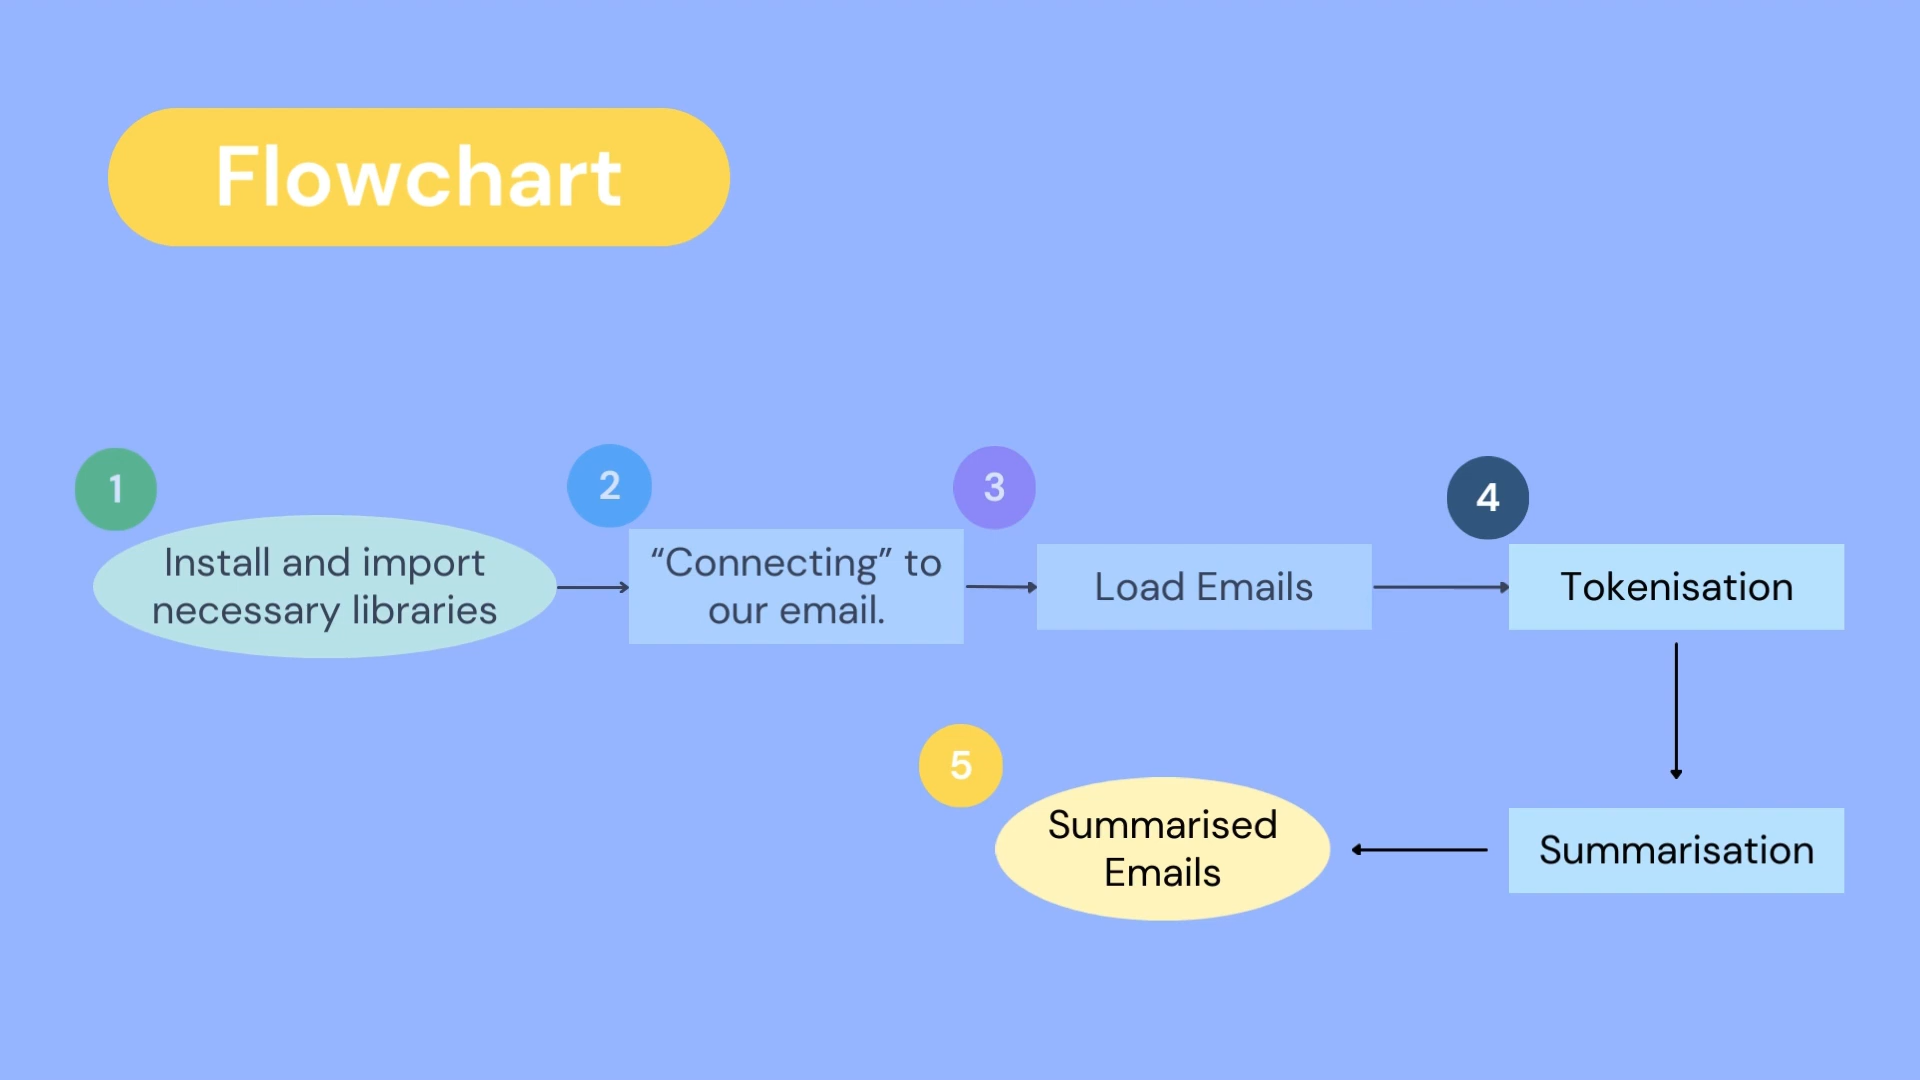 Flowchart
1
Install and import
necessary libraries
2
“Connecting” to
our email.
3
Load Emails
4
Tokenisation
Summarisation
5
Summarised
Emails